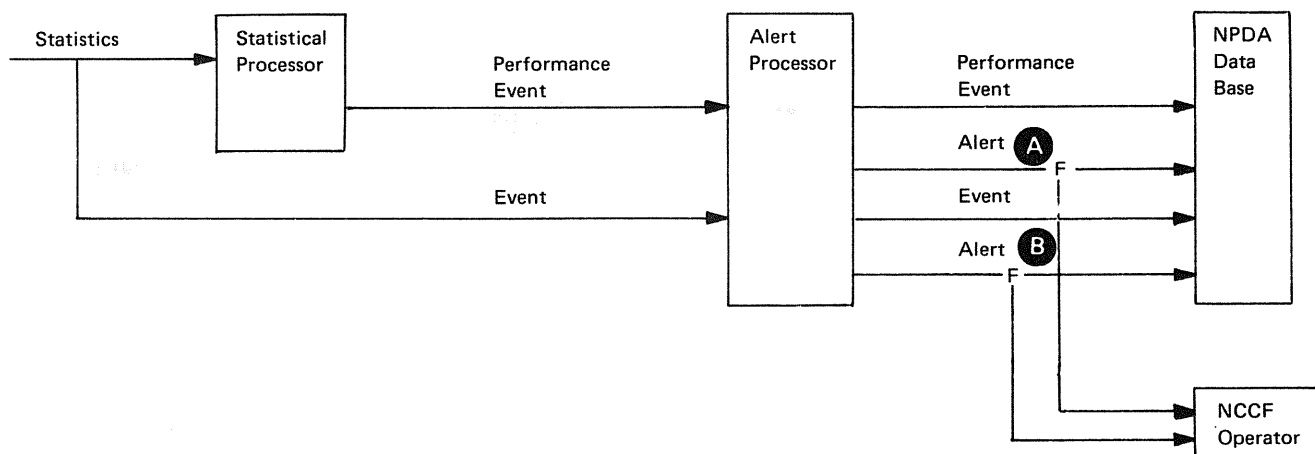 Statistics
Statistical
Processor
Performance
Event
Event
Alert
Processor
Performance
Event
Alert A
F
Event
Alert B
F
NPDA
Data
Base
NCCF
Operator